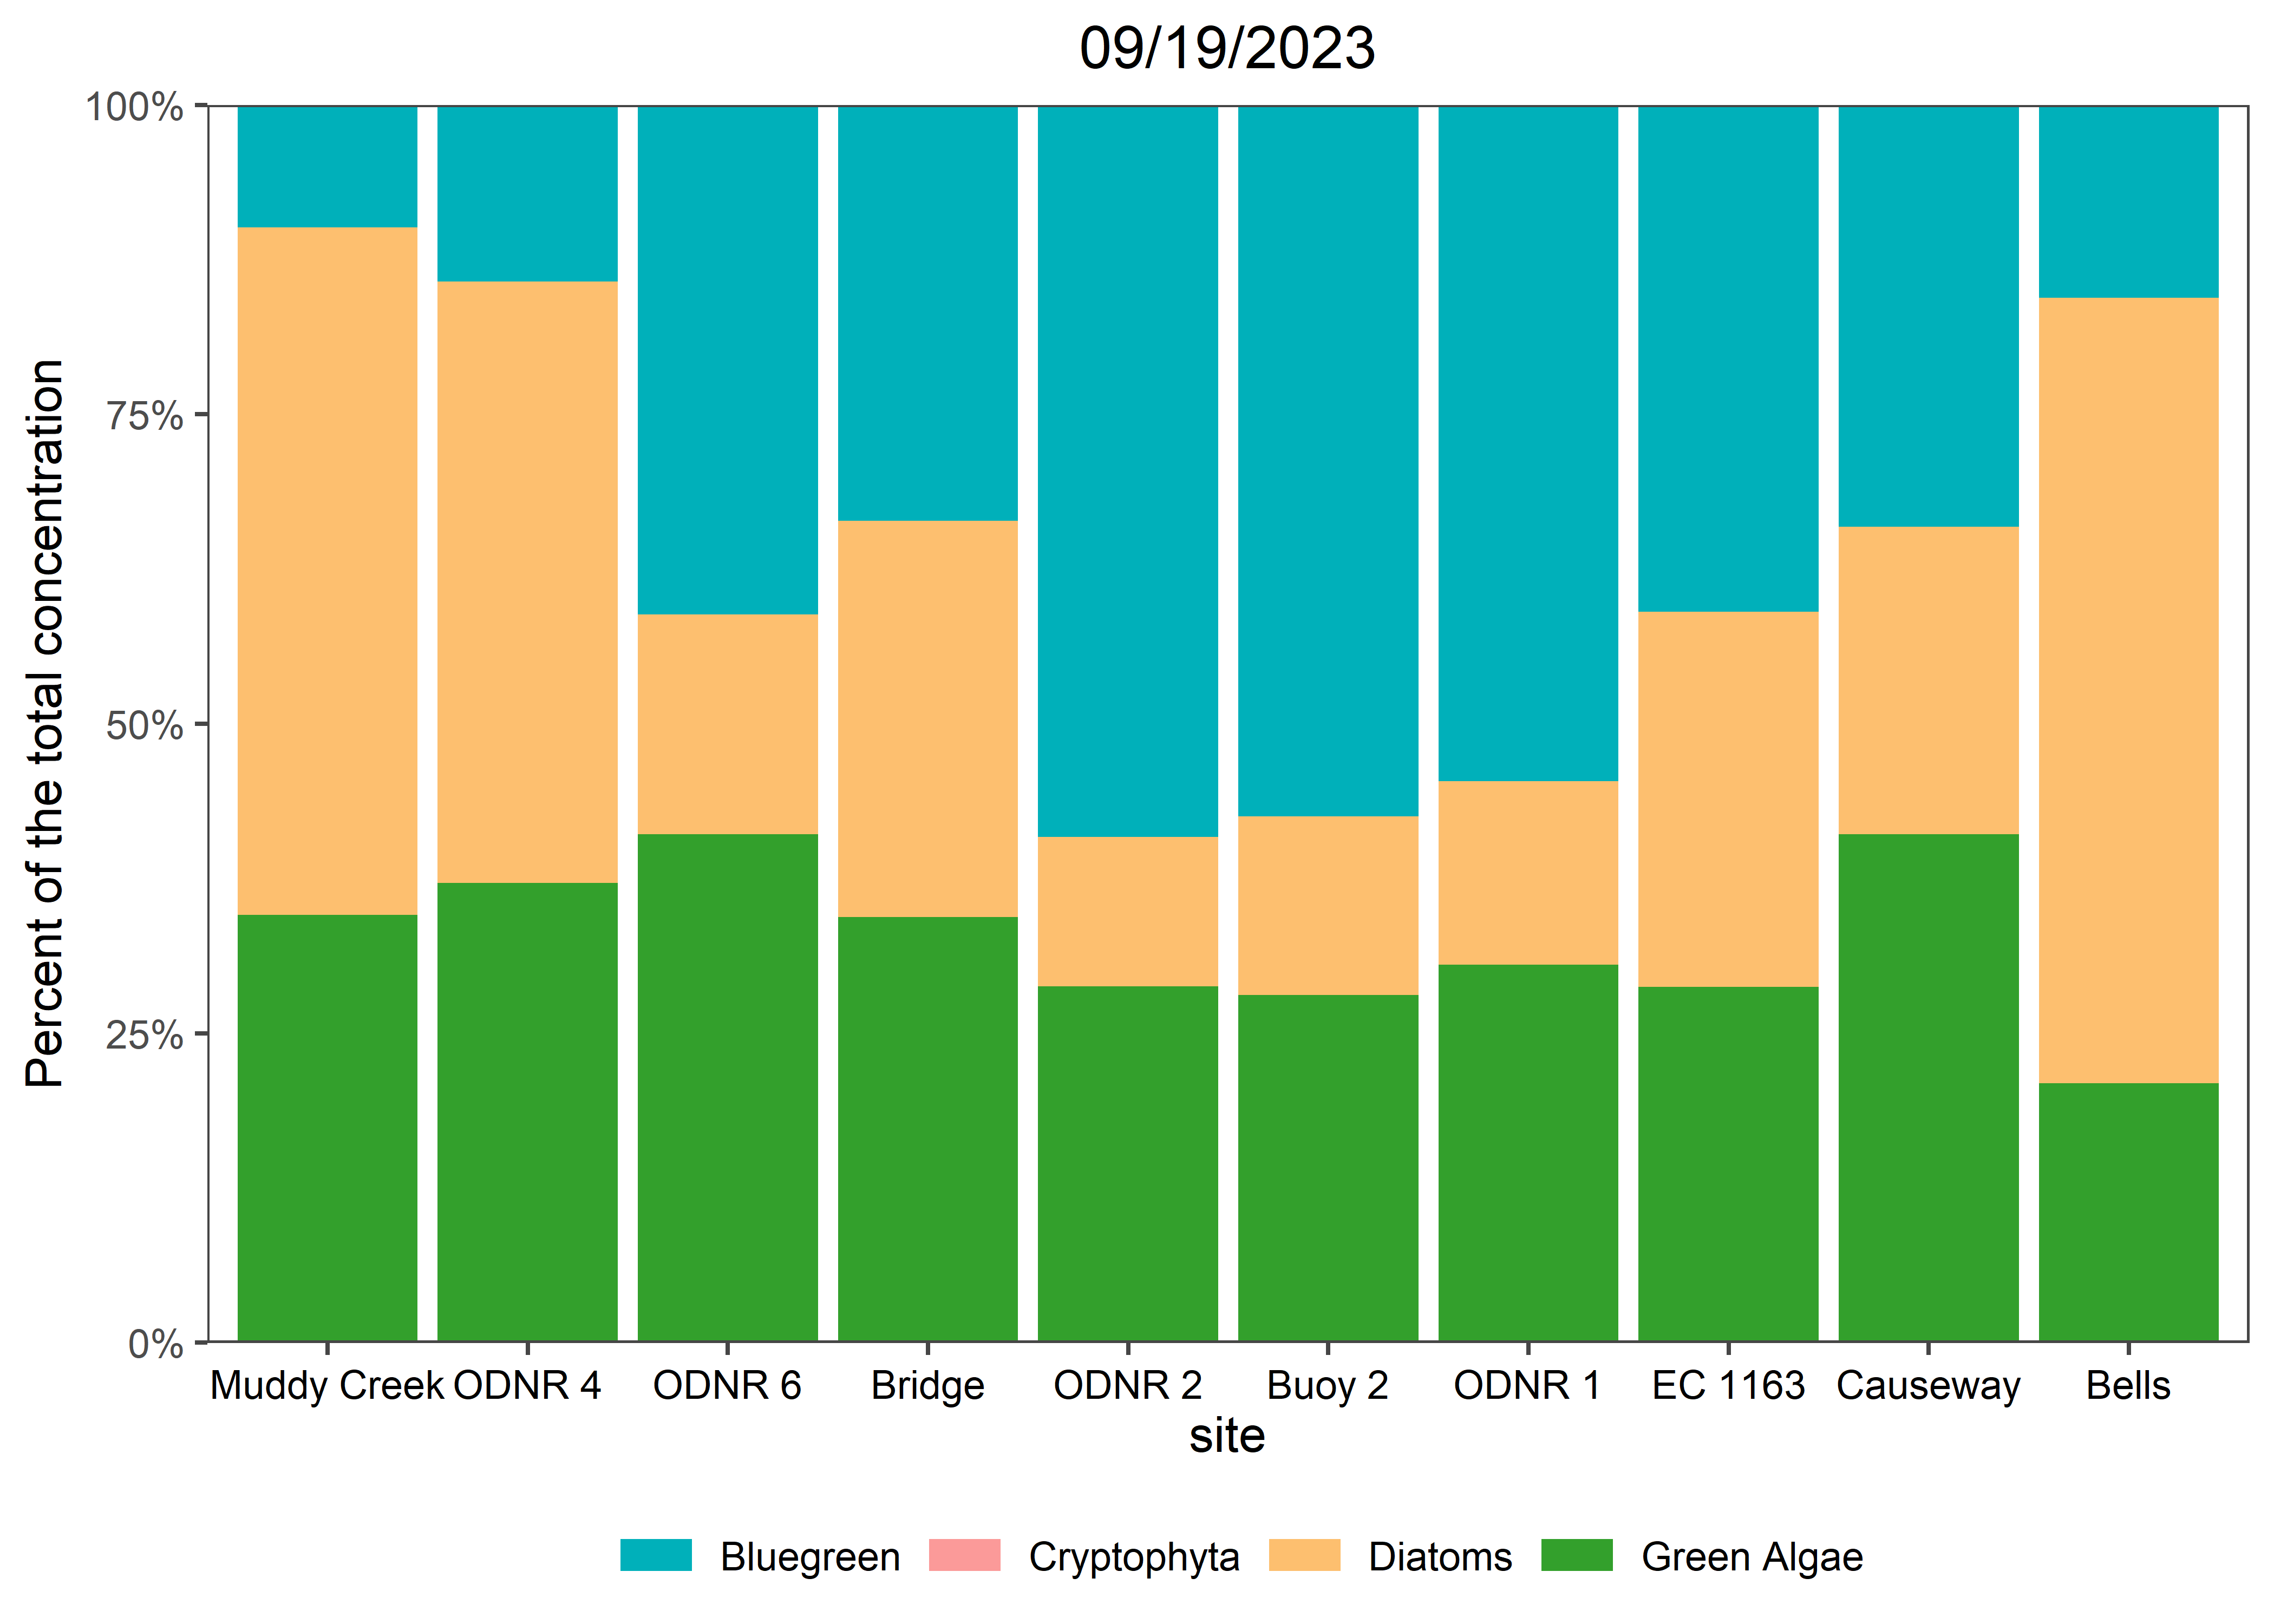 09/19/2023
Percent of the total concentration
100%
75%
50%
25%
0%
Muddy Creek ODNR 4 ODNR 6 Bridge ODNR 2 Buoy 2 ODNR 1 EC 1163 Causeway Bells
site
Bluegreen Cryptophyta Diatoms Green Algae